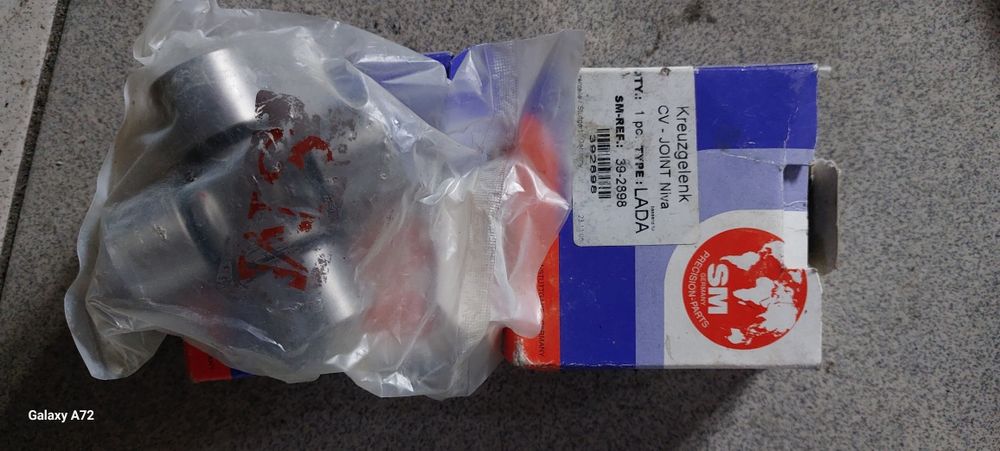 Kreuzgelenk
CV - JOINT Niva
QTY.: 1 pc. TYPE: LADA
SM-REF.: 39-2898
392898
SM
GERMANY
PRECISION-PARTS
Galaxy A72